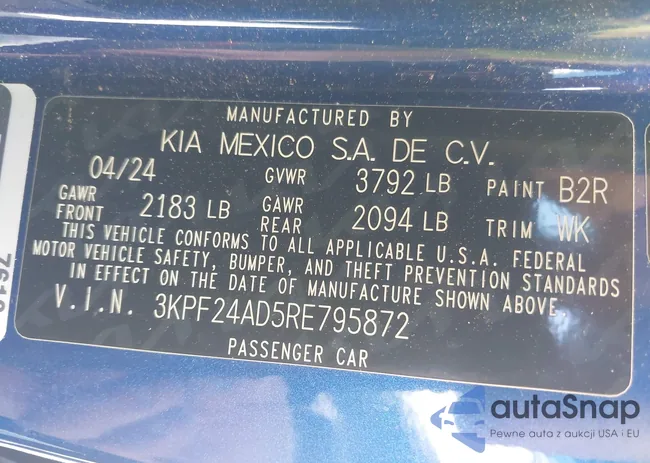 MANUFACTURED BY
KIA MEXICO S.A. DE C.V.
04/24 GVWR 3792 LB PAINT B2R
GAWR FRONT 2183 LB GAWR REAR 2094 LB TRIM WK
THIS VEHICLE CONFORMS TO ALL APPLICABLE U.S.A. FEDERAL
MOTOR VEHICLE SAFETY, BUMPER, AND THEFT PREVENTION STANDARDS
IN EFFECT ON THE DATE OF MANUFACTURE SHOWN ABOVE.
V.I.N. 3KPF24AD5RE795872
PASSENGER CAR
autaSnap
Pewne auta z aukcji USA i EU